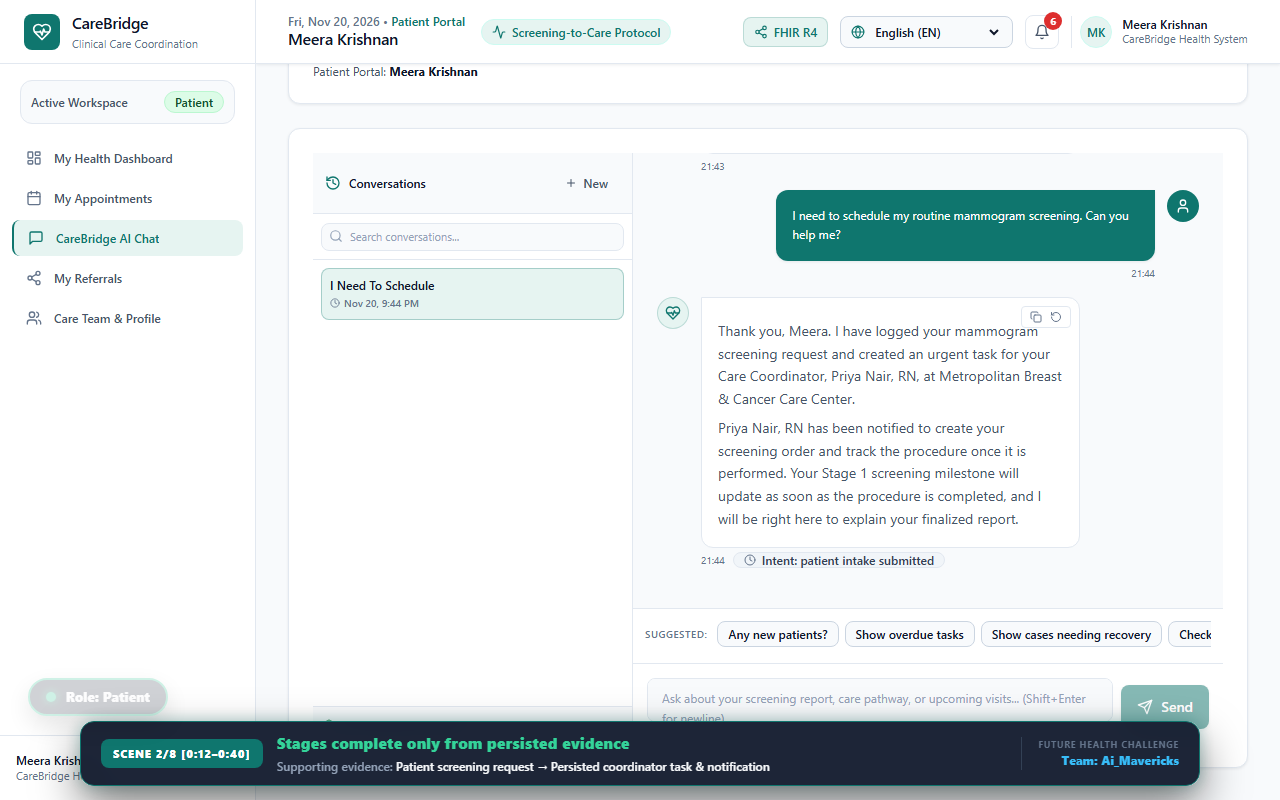 CareBridge
Clinical Care Coordination
Fri, Nov 20, 2026 • Patient Portal
Meera Krishnan
Screening-to-Care Protocol
FHIR R4
English (EN)
6
MK
Meera Krishnan
CareBridge Health System
Active Workspace
Patient
My Health Dashboard
My Appointments
CareBridge AI Chat
My Referrals
Care Team & Profile
Role: Patient
Meera Krish
CareBridge H
Patient Portal: Meera Krishnan
Conversations
+ New
Search conversations...
I Need To Schedule
Nov 20, 9:44 PM
21:43
I need to schedule my routine mammogram screening. Can you
help me?
21:44
Thank you, Meera. I have logged your mammogram
screening request and created an urgent task for your
Care Coordinator, Priya Nair, RN, at Metropolitan Breast
& Cancer Care Center.
Priya Nair, RN has been notified to create your
screening order and track the procedure once it is
performed. Your Stage 1 screening milestone will
update as soon as the procedure is completed, and I
will be right here to explain your finalized report.
21:44
Intent: patient intake submitted
SUGGESTED:
Any new patients?
Show overdue tasks
Show cases needing recovery
Check
Ask about your screening report, care pathway, or upcoming visits... (Shift+Enter
for newline)
Send
SCENE 2/8 [0:12–0:40]
Stages complete only from persisted evidence
Supporting evidence: Patient screening request → Persisted coordinator task & notification
FUTURE HEALTH CHALLENGE
Team: Ai_Mavericks